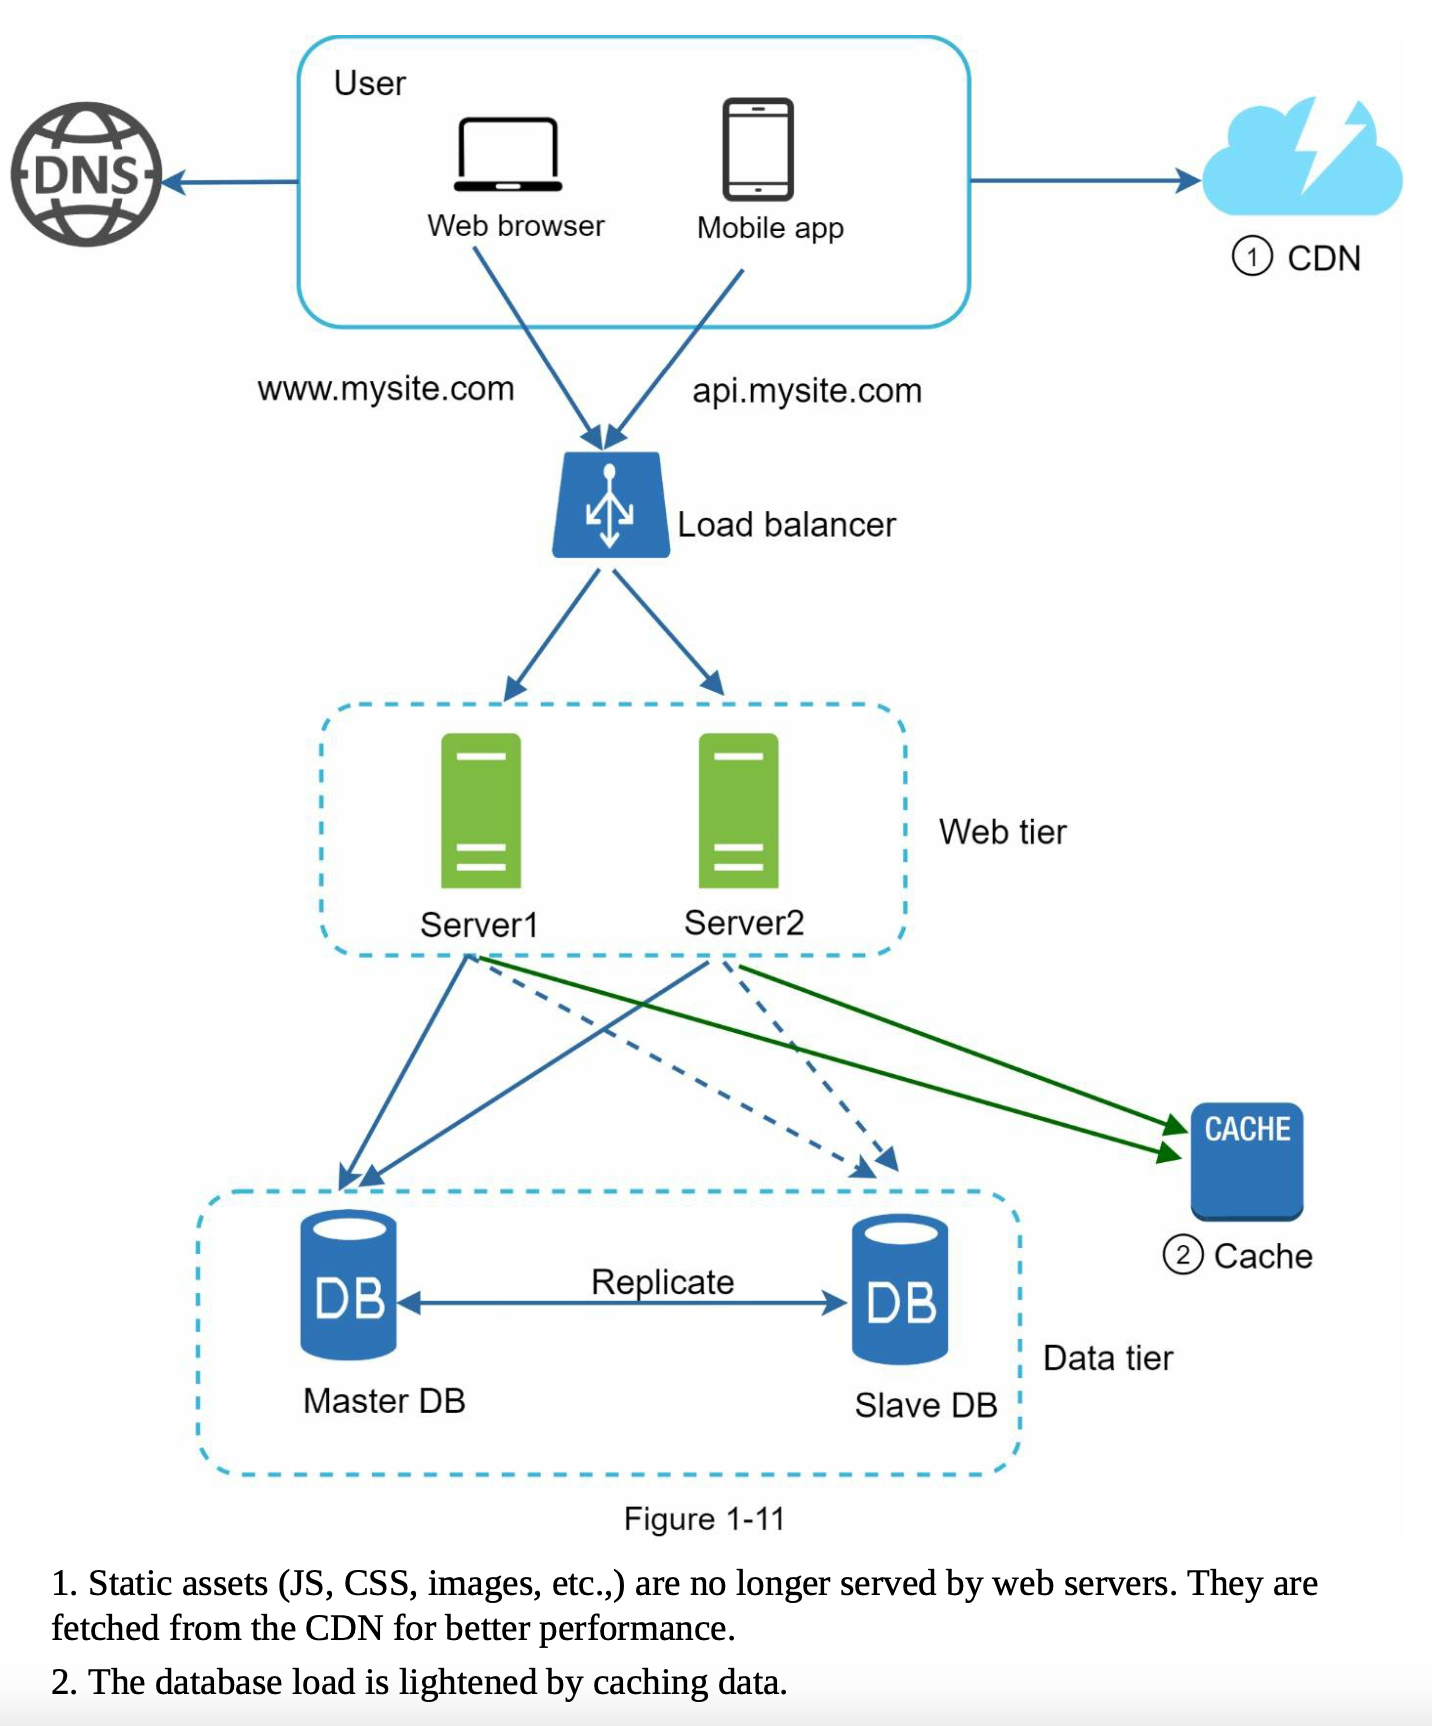 User
DNS
Web browser
Mobile app
1 CDN
www.mysite.com
api.mysite.com
Load balancer
Web tier
Server1
Server2
CACHE
2 Cache
Replicate
DB
DB
Data tier
Master DB
Slave DB
Figure 1-11
1. Static assets (JS, CSS, images, etc.,) are no longer served by web servers. They are
fetched from the CDN for better performance.
2. The database load is lightened by caching data.